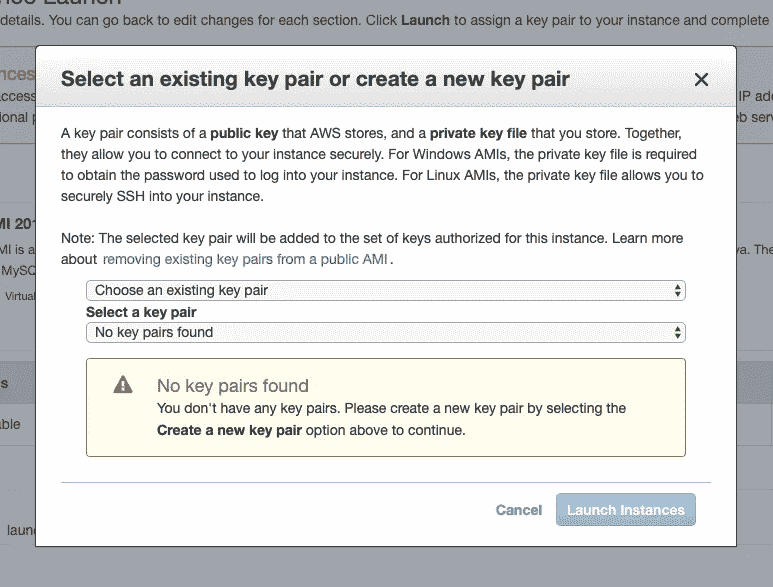 details. You can go back to edit changes for each section. Click Launch to assign a key pair to your instance and complete
Select an existing key pair or create a new key pair
A key pair consists of a public key that AWS stores, and a private key file that you store. Together,
they allow you to connect to your instance securely. For Windows AMIs, the private key file is required
to obtain the password used to log into your instance. For Linux AMIs, the private key file allows you to
securely SSH into your instance.
Note: The selected key pair will be added to the set of keys authorized for this instance. Learn more
about removing existing key pairs from a public AMI.
Choose an existing key pair
Select a key pair
No key pairs found
No key pairs found
You don't have any key pairs. Please create a new key pair by selecting the
Create a new key pair option above to continue.
Cancel
Launch Instances